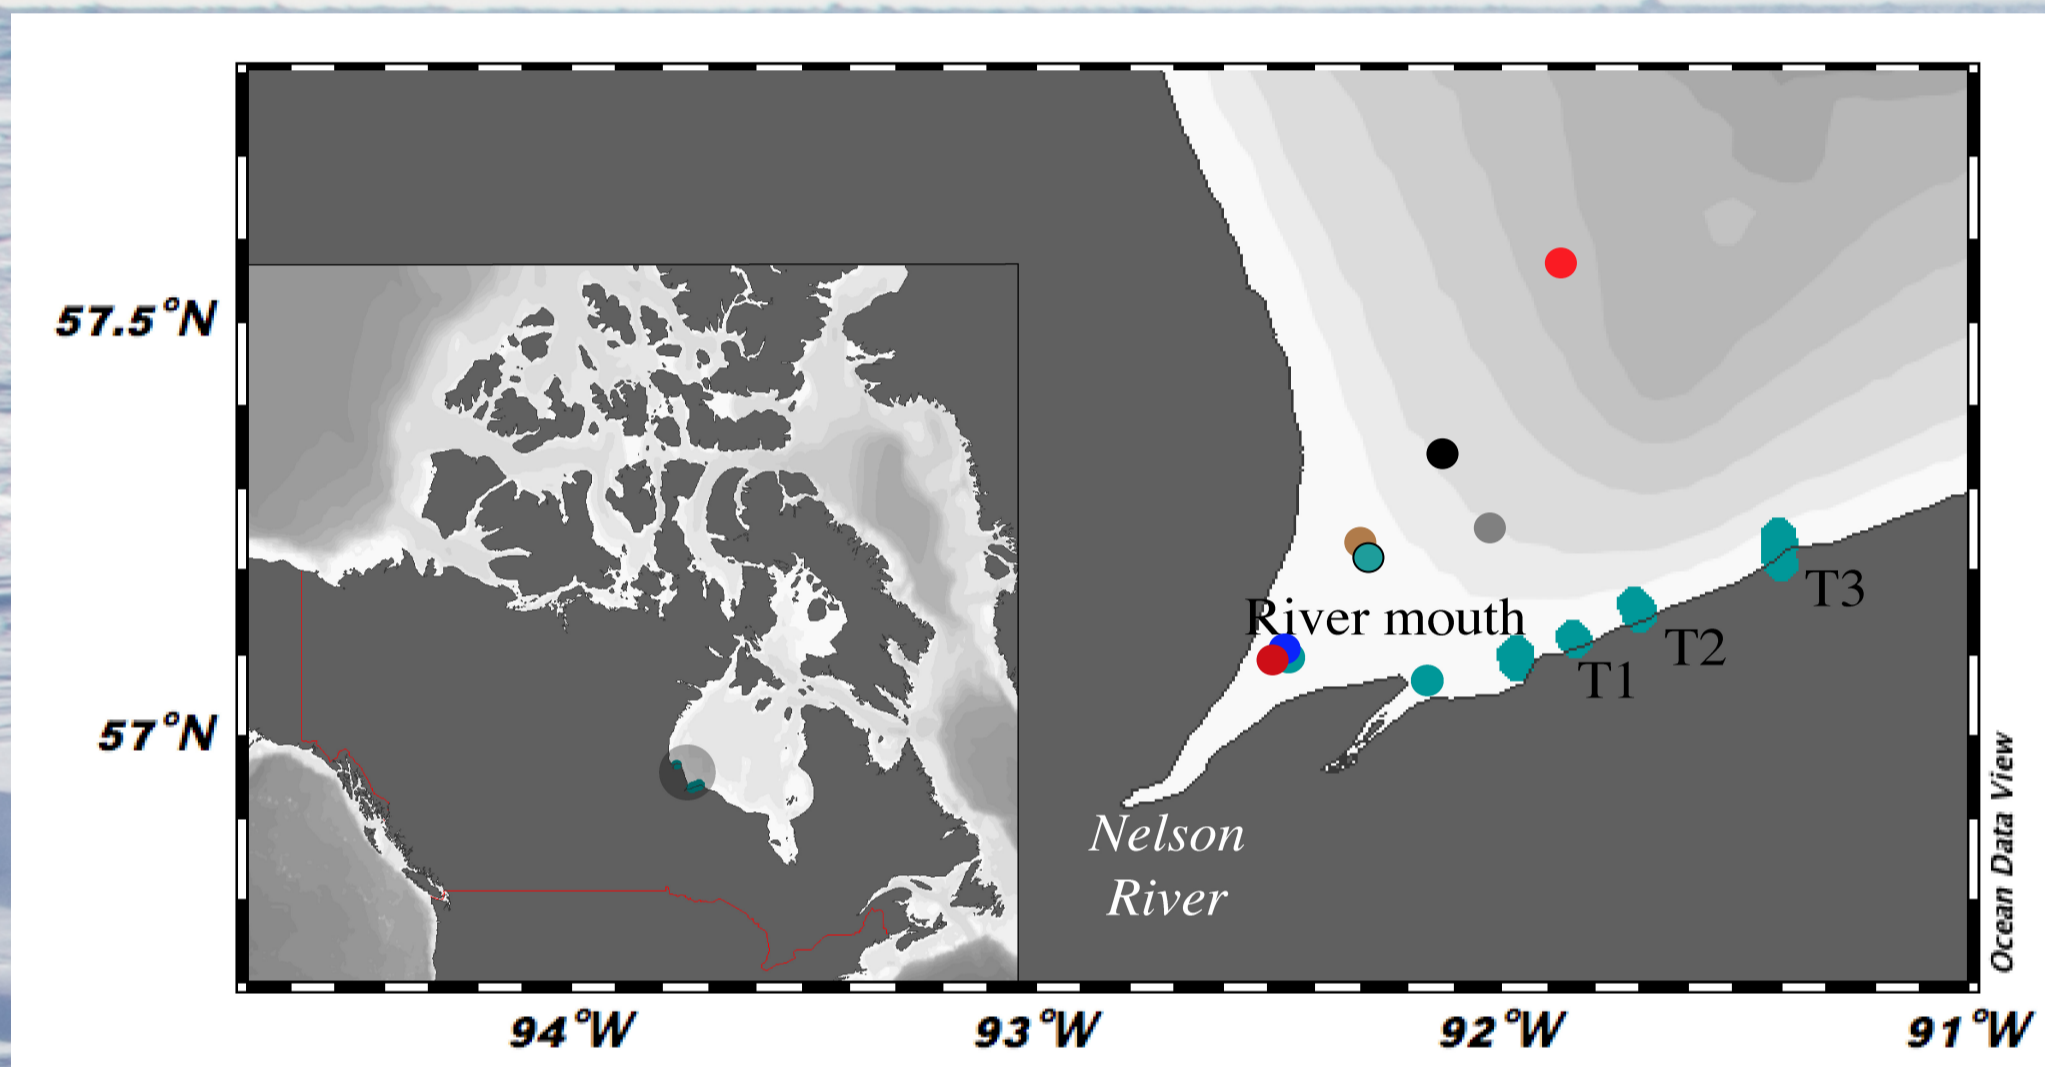 57.5°N
57°N
River mouth
T3
T2
T1
Nelson
River
94°W
93°W
92°W
91°W
Ocean Data View